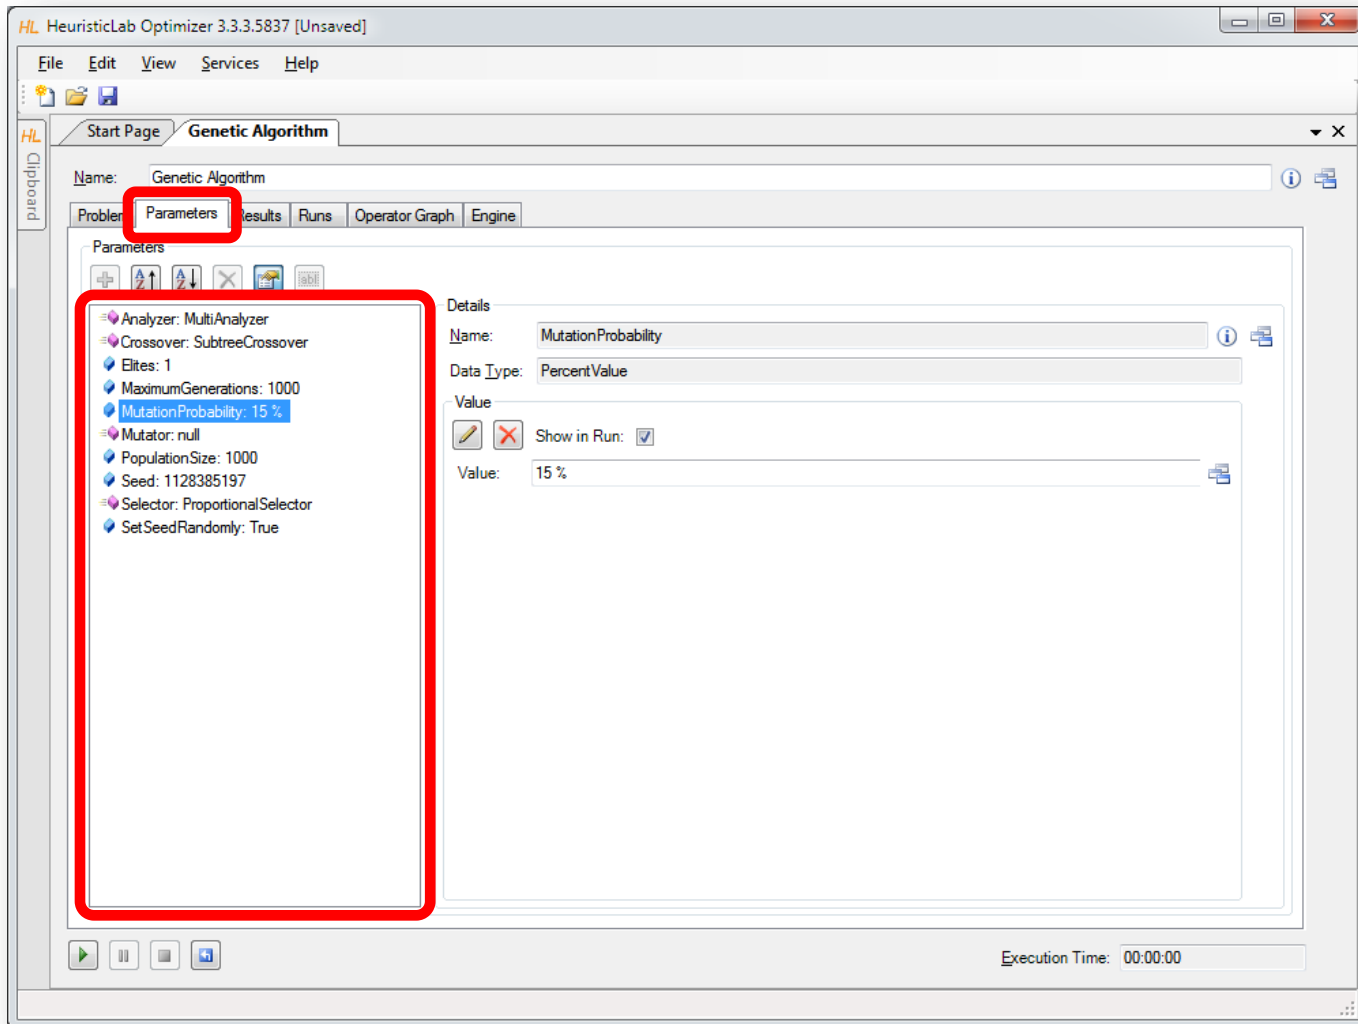 HL HeuristicLab Optimizer 3.3.3.5837 [Unsaved]
File Edit View Services Help
HL Clipboard
Start Page Genetic Algorithm
Name: Genetic Algorithm
Problem Parameters Results Runs Operator Graph Engine
Parameters
Analyzer: MultiAnalyzer
Crossover: SubtreeCrossover
Elites: 1
MaximumGenerations: 1000
MutationProbability: 15 %
Mutator: null
PopulationSize: 1000
Seed: 1128385197
Selector: ProportionalSelector
SetSeedRandomly: True
Details
Name: MutationProbability
Data Type: PercentValue
Value
Show in Run:
Value: 15 %
Execution Time: 00:00:00